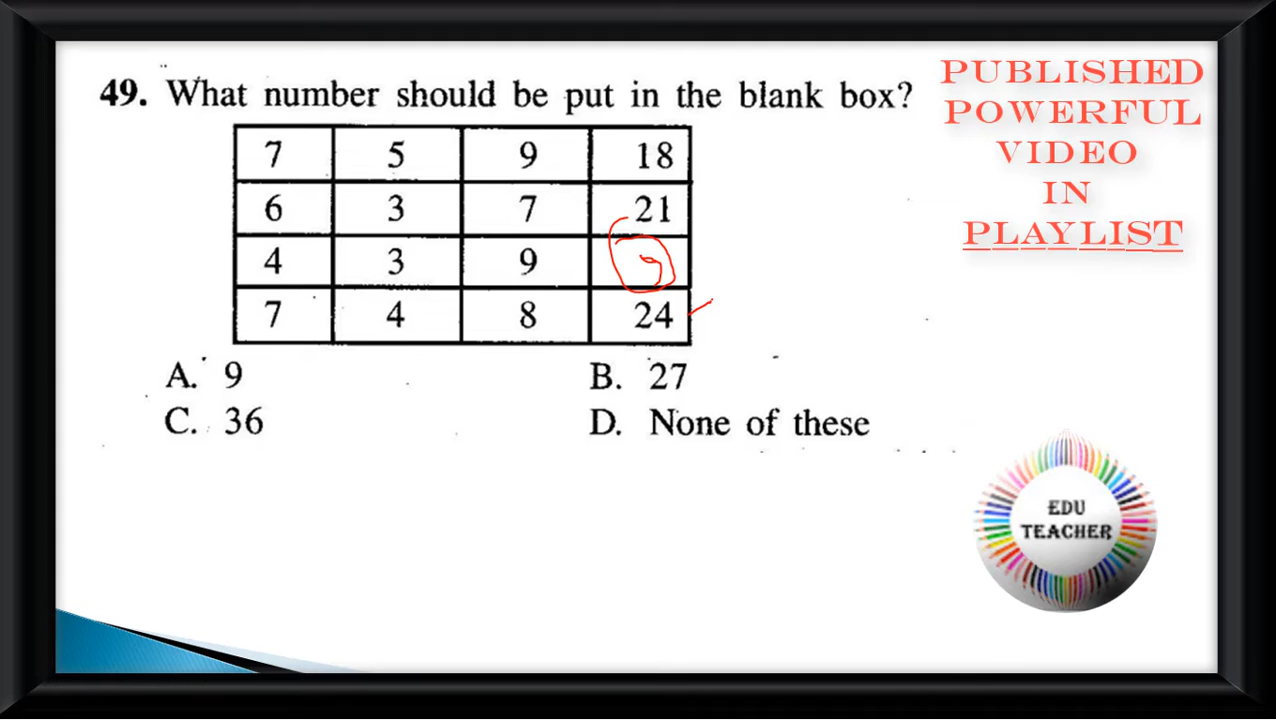 49. What number should be put in the blank box?
7 5 9 18
6 3 7 21
4 3 9
7 4 8 24
A. 9 B. 27
C. 36 D. None of these
PUBLISHED
POWERFUL
VIDEO
IN
PLAYLIST
EDU
TEACHER